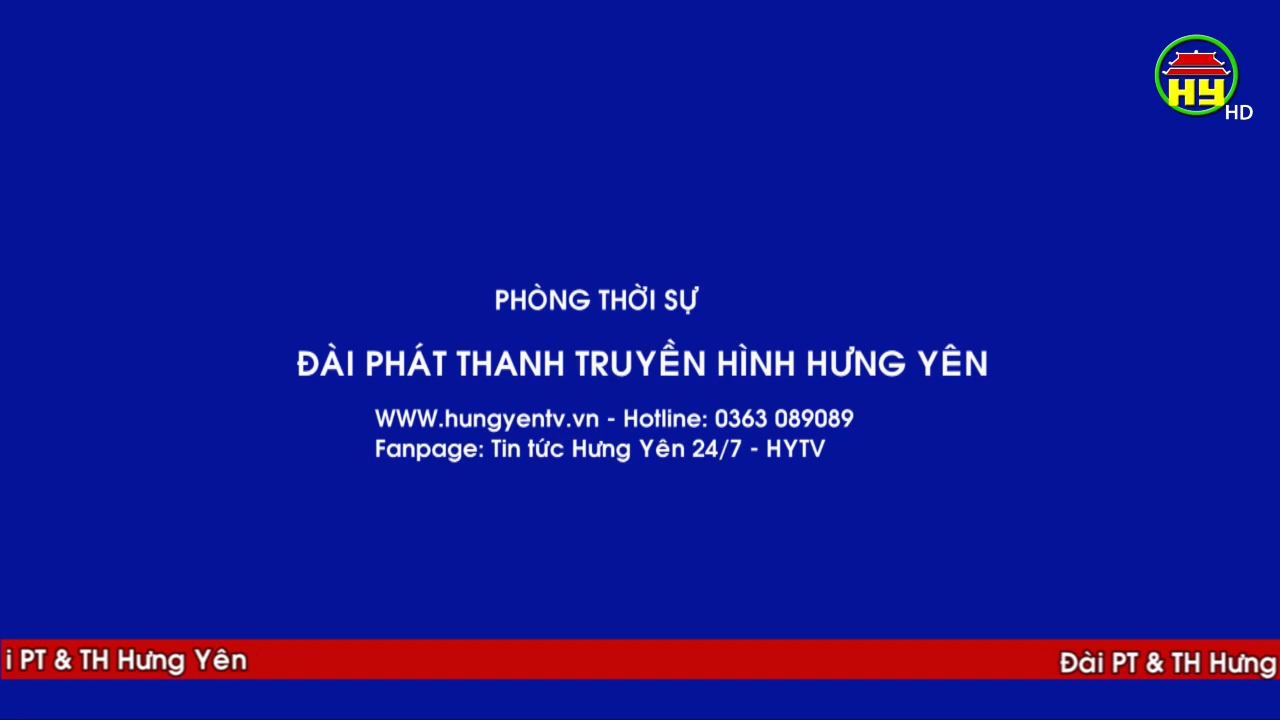 HY
HD
PHÒNG THỜI SỰ
ĐÀI PHÁT THANH TRUYỀN HÌNH HƯNG YÊN
WWW.hungyentv.vn - Hotline: 0363 089089
Fanpage: Tin tức Hưng Yên 24/7 - HYTV
i PT & TH Hưng Yên
Đài PT & TH Hưng